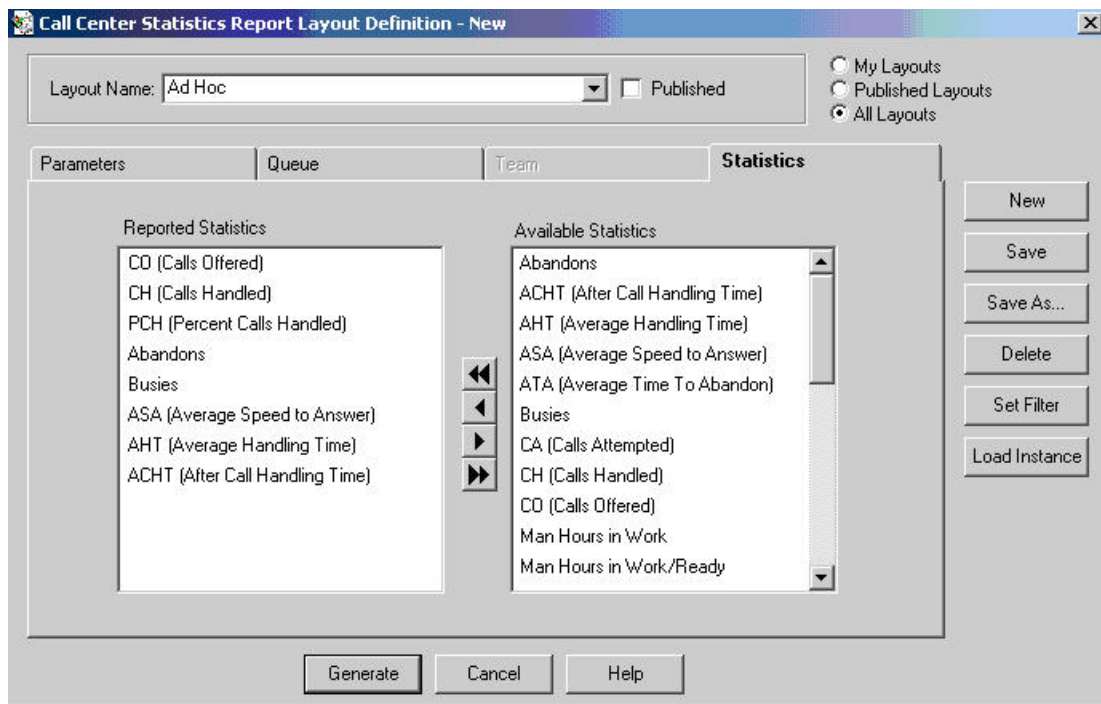 Call Center Statistics Report Layout Definition - New
Layout Name: Ad Hoc
Published
My Layouts
Published Layouts
All Layouts
Parameters
Queue
Team
Statistics
Reported Statistics
CO (Calls Offered)
CH (Calls Handled)
PCH (Percent Calls Handled)
Abandons
Busies
ASA (Average Speed to Answer)
AHT (Average Handling Time)
ACHT (After Call Handling Time)
Available Statistics
Abandons
ACHT (After Call Handling Time)
AHT (Average Handling Time)
ASA (Average Speed to Answer)
ATA (Average Time To Abandon)
Busies
CA (Calls Attempted)
CH (Calls Handled)
CO (Calls Offered)
Man Hours in Work
Man Hours in Work/Ready
New
Save
Save As...
Delete
Set Filter
Load Instance
Generate
Cancel
Help